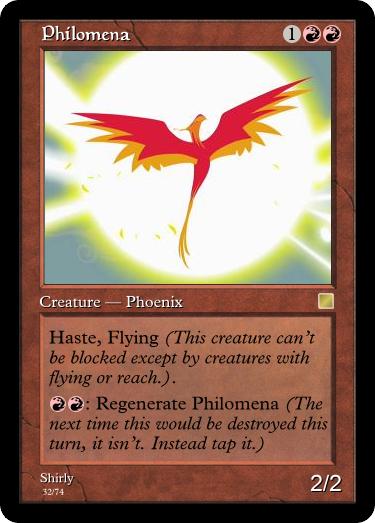 Philomena 1
Creature — Phoenix
Haste, Flying (This creature can't
be blocked except by creatures with
flying or reach.).
: Regenerate Philomena (The
next time this would be destroyed this
turn, it isn't. Instead tap it.)
Shirly
32/74
2/2